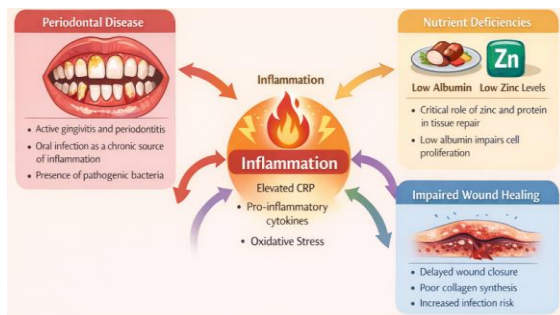 Periodontal Disease
• Active gingivitis and periodontitis
• Oral infection as a chronic source
of inflammation
• Presence of pathogenic bacteria
Inflammation
Inflammation
Elevated CRP
• Pro-inflammatory
cytokines
• Oxidative Stress
Nutrient Deficiencies
Zn
Low Albumin Low Zinc Levels
• Critical role of zinc and protein
in tissue repair
• Low albumin impairs cell
proliferation
Impaired Wound Healing
• Delayed wound closure
• Poor collagen synthesis
• Increased infection risk